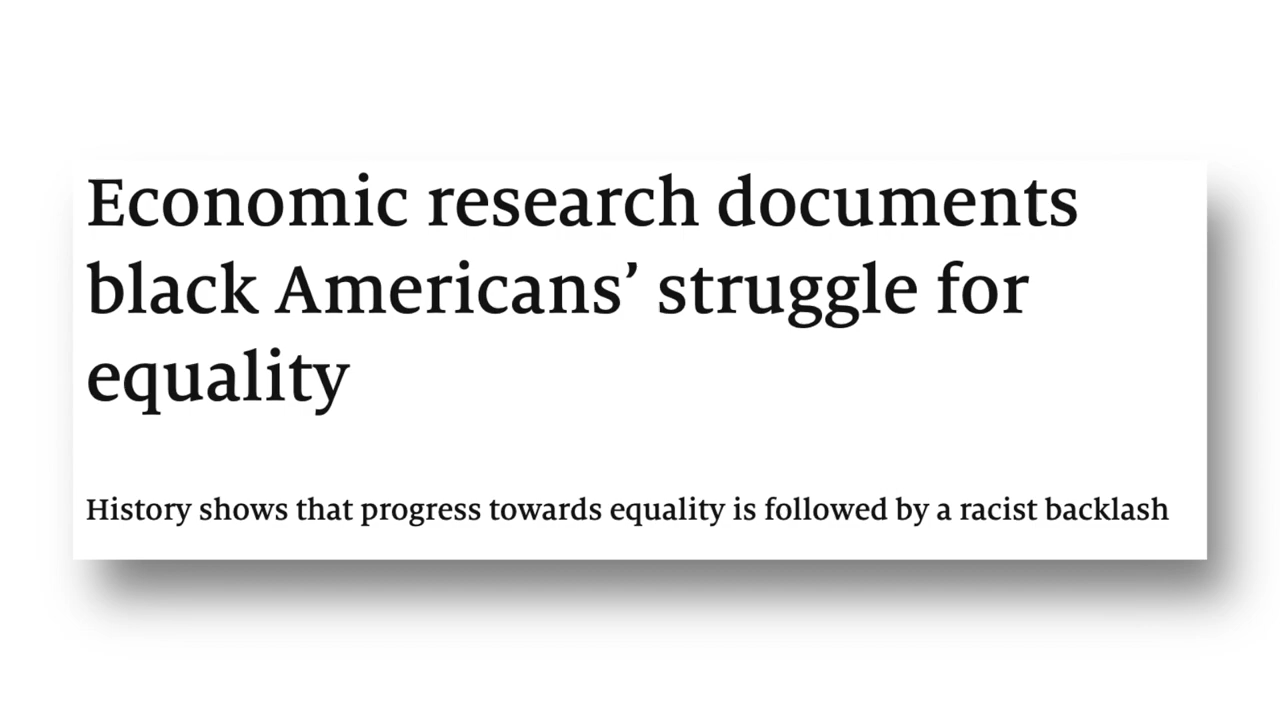 Economic research documents
black Americans’ struggle for
equality
History shows that progress towards equality is followed by a racist backlash